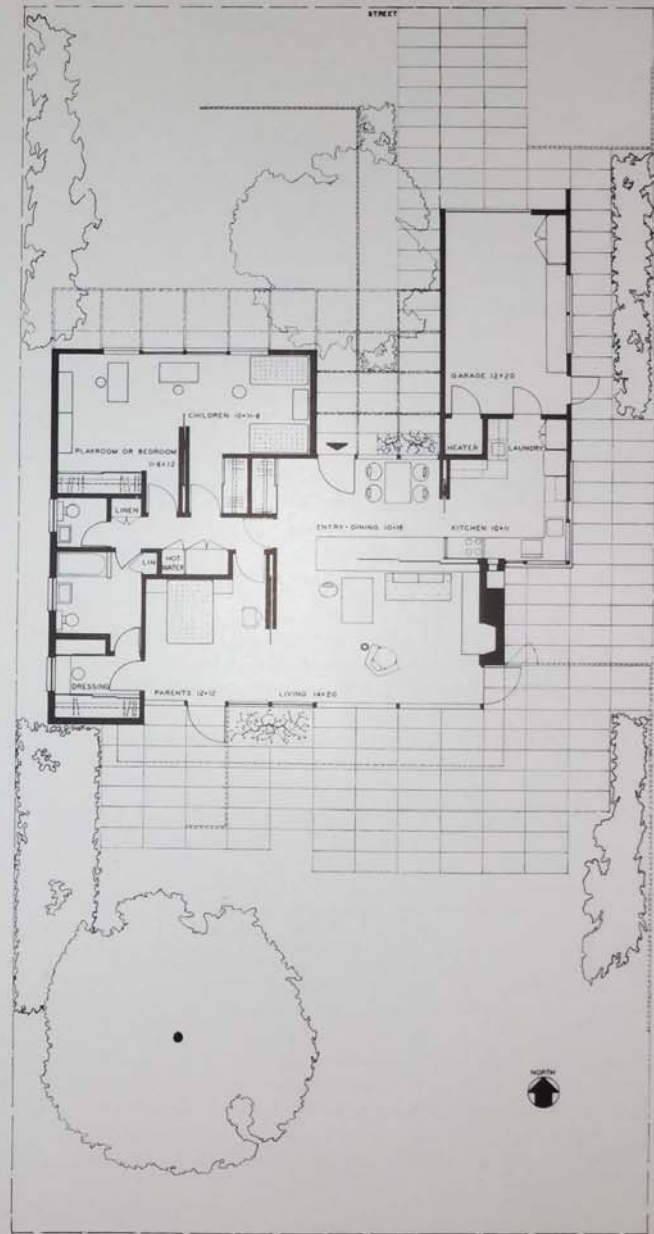 STREET
GARAGE 12×20
CHILDREN 10×11-8
PLAYROOM OR BEDROOM
11-6×12
HEATER
LAUNDRY
LINEN
ENTRY-DINING 10×18
KITCHEN 10×11
LIN
HOT
WATER
DRESSING
PARENTS 12×12
LIVING 14×20
NORTH